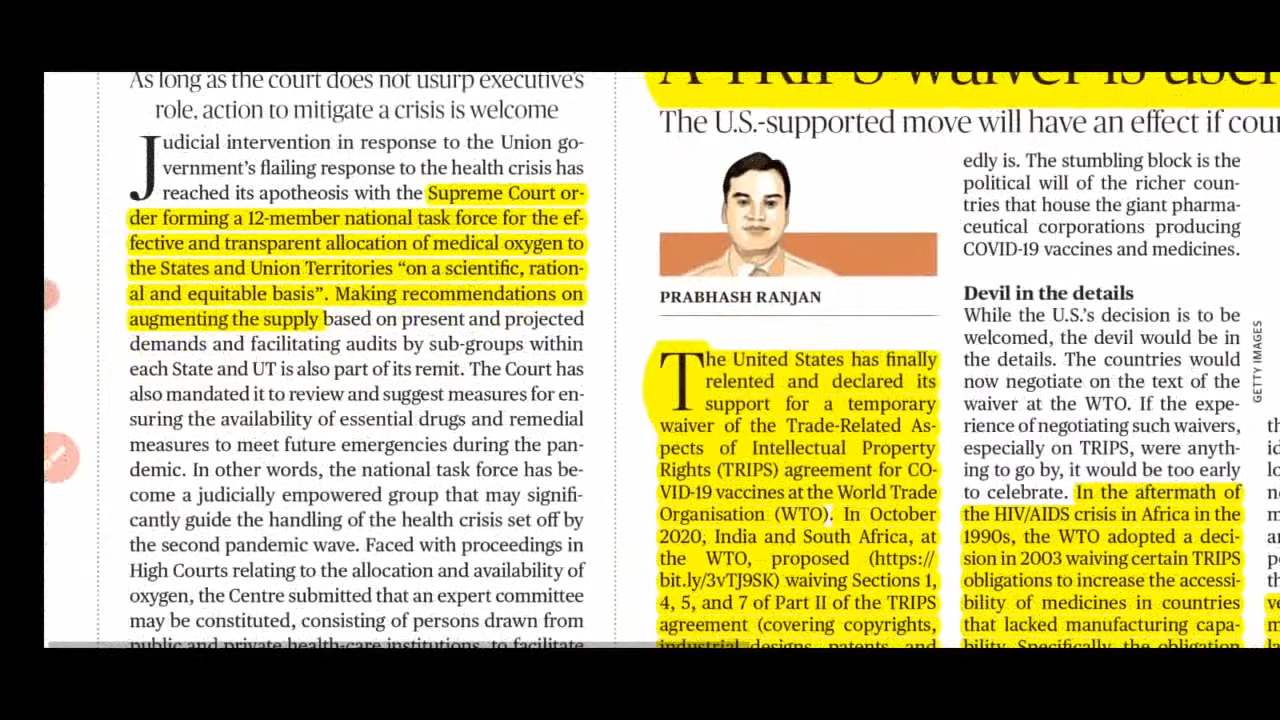 As long as the court does not usurp executive's
role, action to mitigate a crisis is welcome
Judicial intervention in response to the Union go-
vernment's flailing response to the health crisis has
reached its apotheosis with the Supreme Court or-
der forming a 12-member national task force for the ef-
fective and transparent allocation of medical oxygen to
the States and Union Territories “on a scientific, ration-
al and equitable basis”. Making recommendations on
augmenting the supply based on present and projected
demands and facilitating audits by sub-groups within
each State and UT is also part of its remit. The Court has
also mandated it to review and suggest measures for en-
suring the availability of essential drugs and remedial
measures to meet future emergencies during the pan-
demic. In other words, the national task force has be-
come a judicially empowered group that may signifi-
cantly guide the handling of the health crisis set off by
the second pandemic wave. Faced with proceedings in
High Courts relating to the allocation and availability of
oxygen, the Centre submitted that an expert committee
may be constituted, consisting of persons drawn from
public and private health-care institutions, to facilitate
A TRIPS waiver is
The U.S.-supported move will have an effect if
PRABHASH RANJAN
The United States has finally
relented and declared its
support for a temporary
waiver of the Trade-Related As-
pects of Intellectual Property
Rights (TRIPS) agreement for CO-
VID-19 vaccines at the World Trade
Organisation (WTO). In October
2020, India and South Africa, at
the WTO, proposed (https://
bit.ly/3vTJ9SK) waiving Sections 1,
4, 5, and 7 of Part II of the TRIPS
agreement (covering copyrights,
industrial designs, patents, and
edly is. The stumbling block is the
political will of the richer coun-
tries that house the giant pharma-
ceutical corporations producing
COVID-19 vaccines and medicines.
Devil in the details
While the U.S.'s decision is to be
welcomed, the devil would be in
the details. The countries would
now negotiate on the text of the
waiver at the WTO. If the expe-
rience of negotiating such waivers,
especially on TRIPS, were anyth-
ing to go by, it would be too early
to celebrate. In the aftermath of
the HIV/AIDS crisis in Africa in the
1990s, the WTO adopted a deci-
sion in 2003 waiving certain TRIPS
obligations to increase the accessi-
bility of medicines in countries
that lacked manufacturing capa-
bility. Specifically, the obligation
GETTY IMAGES